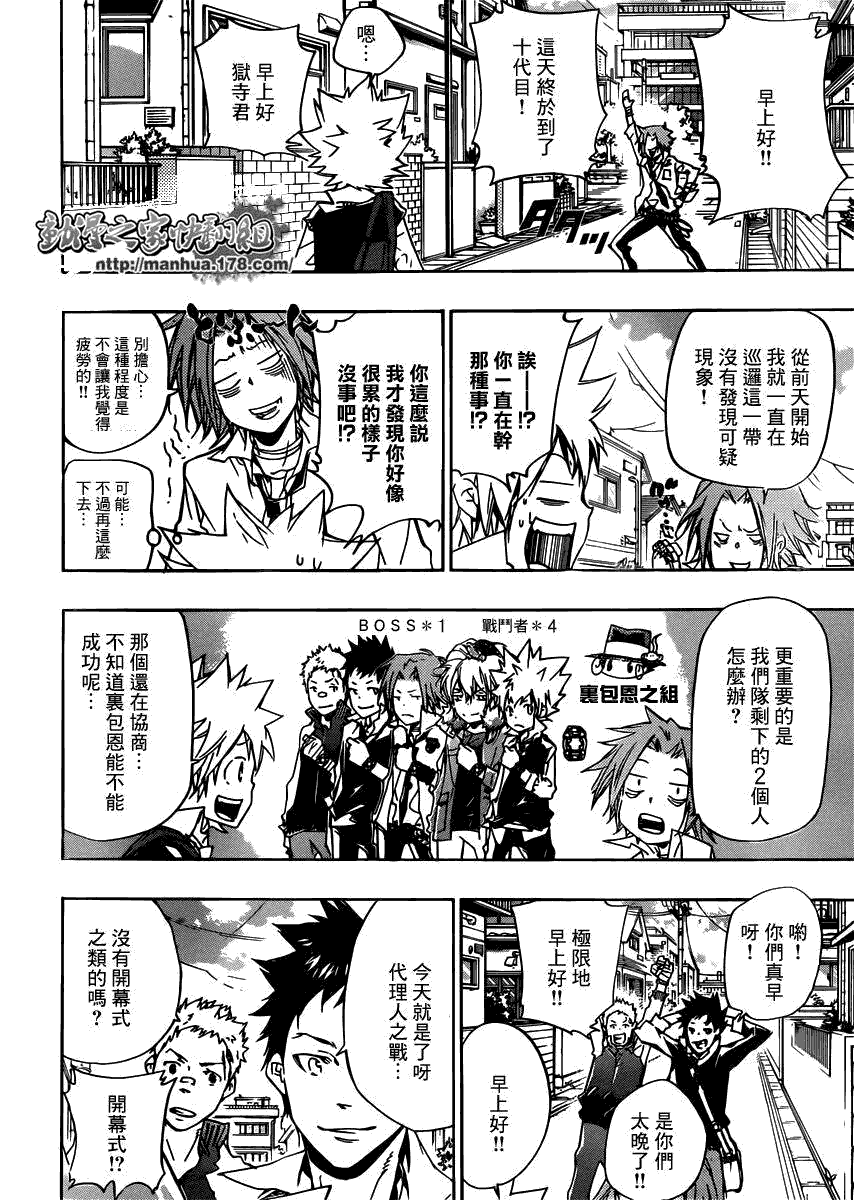 早上好!!
這天終於到了
十代目!
ダダッ
嗯…
早上好
獄寺君
動漫之家汉化组
http://manhua.178.com
從前天開始
我就一直在
巡邏這一帶
沒有發現可疑
現象!
誒——!?
你一直在幹
那種事!?
你這麼說
我才發現你好像
很累的樣子
沒事吧!?
別擔心…
這種程度是
不會讓我覺得
疲勞的!!
可能…
不過再這麼
下去…
更重要的是
我們隊剩下的2個人
怎麼辦?
裏包恩之組
BOSS*1
戰鬥者*4
那個還在協商…
不知道裏包恩能不能
成功呢…
喲!
你們真早
呀!
極限地
早上好!!
是你們
太晚了!!
早上好!!
今天就是了呀
代理人之戰…
沒有開幕式
之類的嗎?
開幕式!?